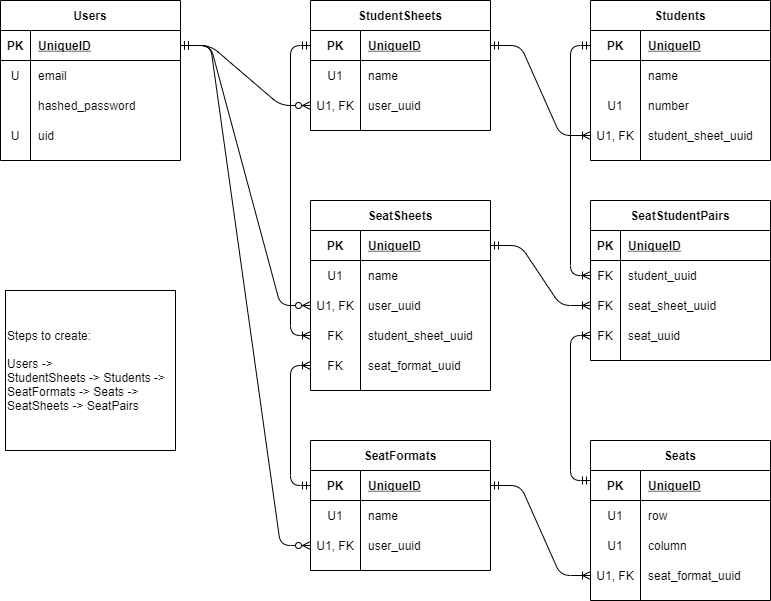 Users
PK UniqueID
U email
hashed_password
U uid
StudentSheets
PK UniqueID
U1 name
U1, FK user_uuid
Students
PK UniqueID
name
U1 number
U1, FK student_sheet_uuid
SeatSheets
PK UniqueID
U1 name
U1, FK user_uuid
FK student_sheet_uuid
FK seat_format_uuid
SeatStudentPairs
PK UniqueID
FK student_uuid
FK seat_sheet_uuid
FK seat_uuid
Steps to create:
Users ->
StudentSheets -> Students ->
SeatFormats -> Seats ->
SeatSheets -> SeatPairs
SeatFormats
PK UniqueID
U1 name
U1, FK user_uuid
Seats
PK UniqueID
U1 row
U1 column
U1, FK seat_format_uuid